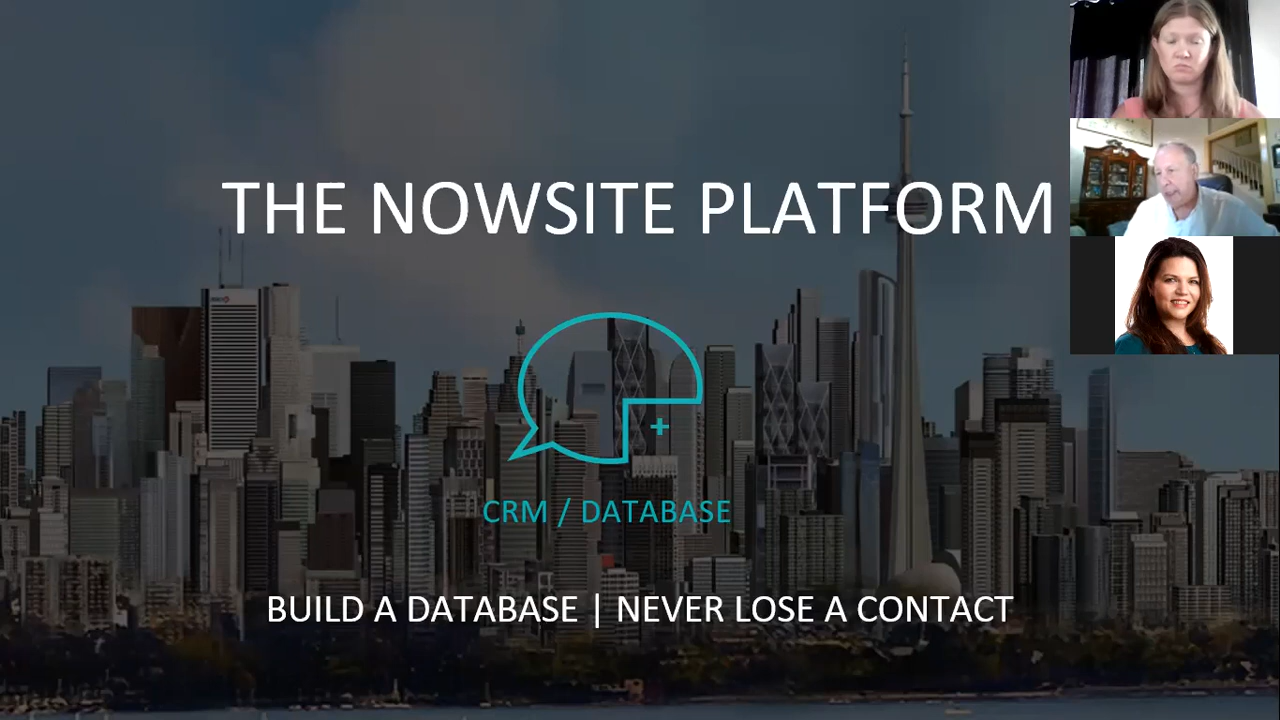 THE NOWSITE PLATFORM
CRM / DATABASE
BUILD A DATABASE | NEVER LOSE A CONTACT